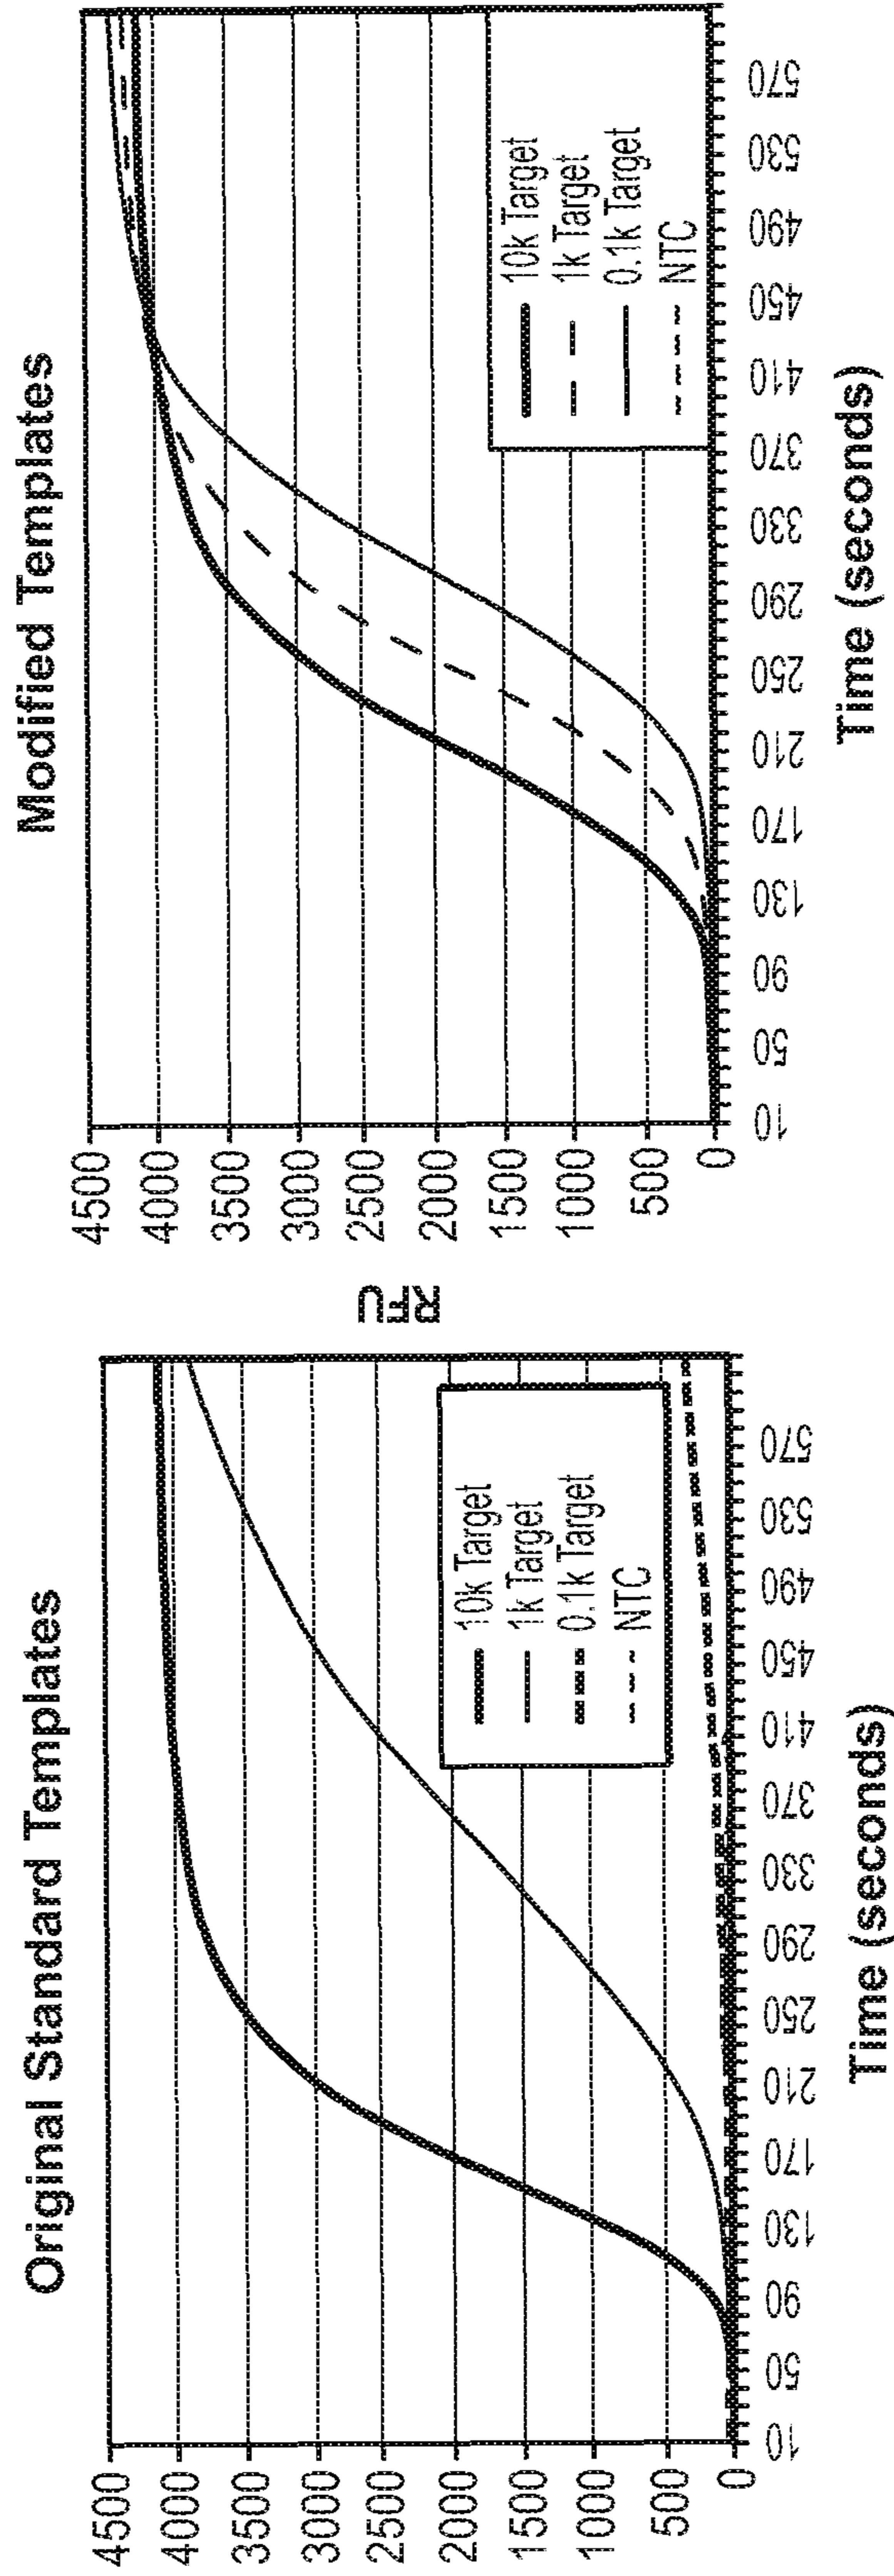 Original Standard Templates
4500
4000
3500
3000
2500
2000
1500
1000
500
0
10k Target
1k Target
0.1k Target
NTC
10 50 90 130 170 210 250 290 330 370 410 450 490 530 570
Time (seconds)
Modified Templates
RFU
4500
4000
3500
3000
2500
2000
1500
1000
500
0
10k Target
1k Target
0.1k Target
NTC
10 50 90 130 170 210 250 290 330 370 410 450 490 530 570
Time (seconds)